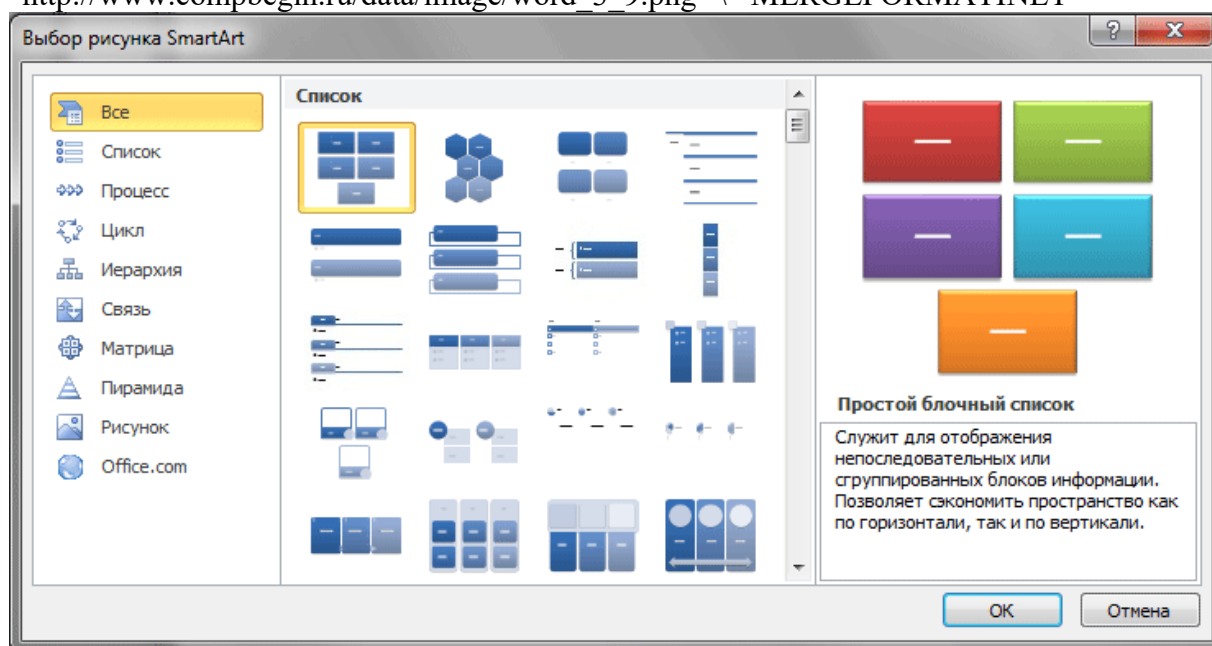 http://www.compbegin.ru/data/image/word_3_9.png" \* MERGEFORMATINET
Выбор рисунка SmartArt
Все
Список
Процесс
Цикл
Иерархия
Связь
Матрица
Пирамида
Рисунок
Office.com
Список
Простой блочный список
Служит для отображения
непоследовательных или
сгруппированных блоков информации.
Позволяет сэкономить пространство как
по горизонтали, так и по вертикали.
ОК
Отмена